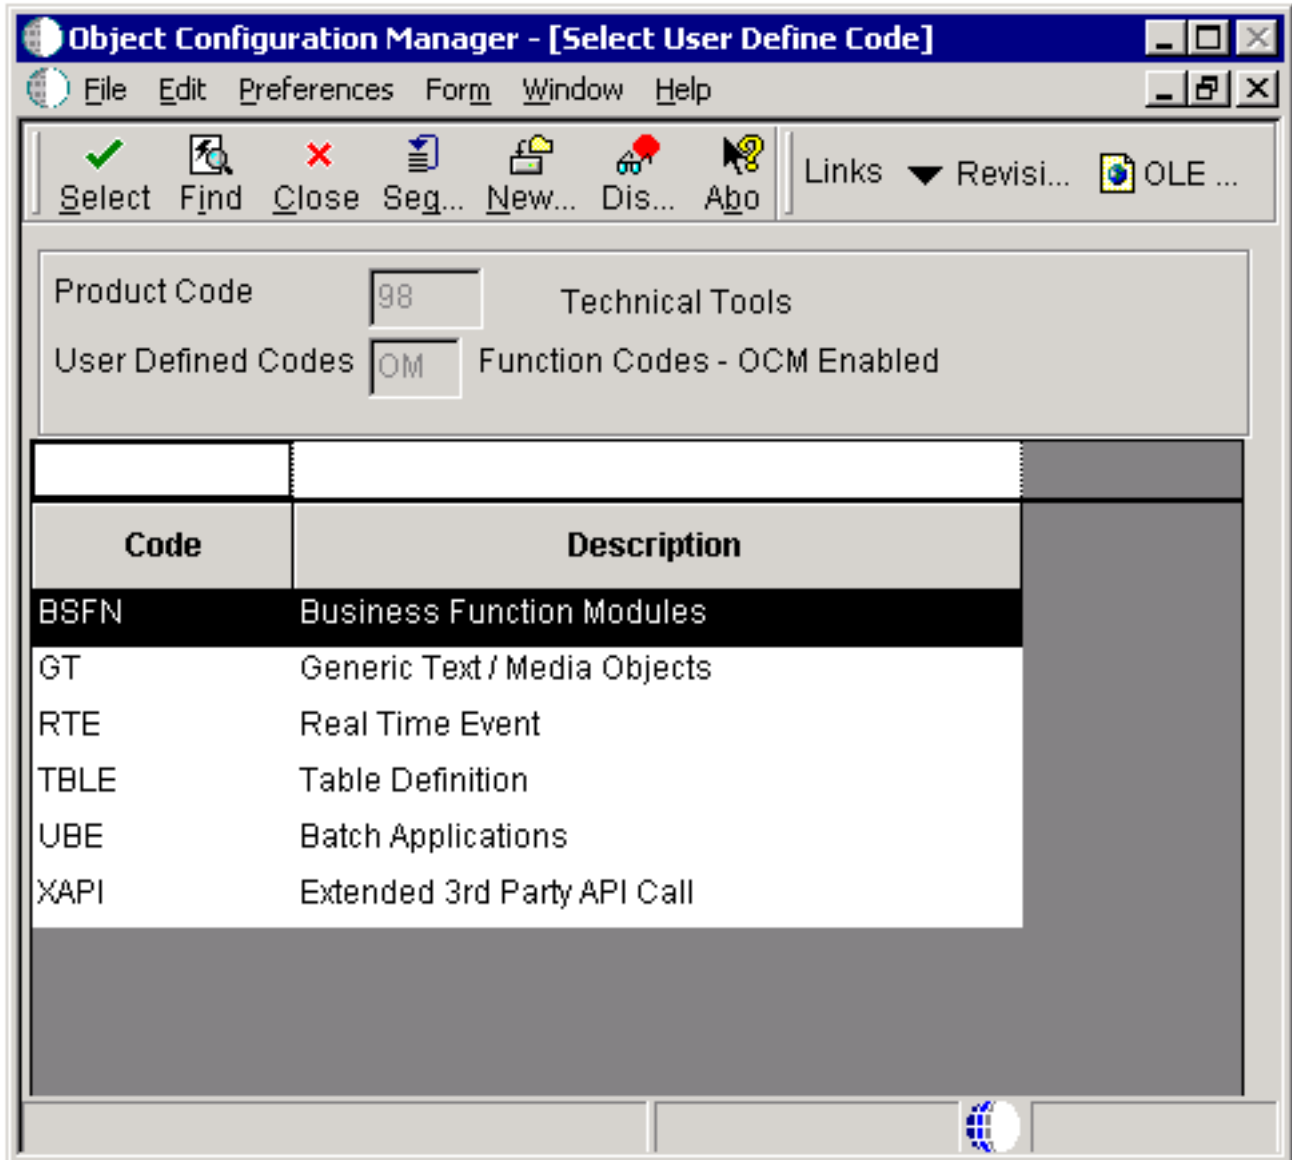 Object Configuration Manager - [Select User Define Code]
File Edit Preferences Form Window Help
Select Find Close Seq... New... Dis... Abo Links Revisi... OLE ...
Product Code 98 Technical Tools
User Defined Codes OM Function Codes - OCM Enabled
Code Description
BSFN Business Function Modules
GT Generic Text / Media Objects
RTE Real Time Event
TBLE Table Definition
UBE Batch Applications
XAPI Extended 3rd Party API Call